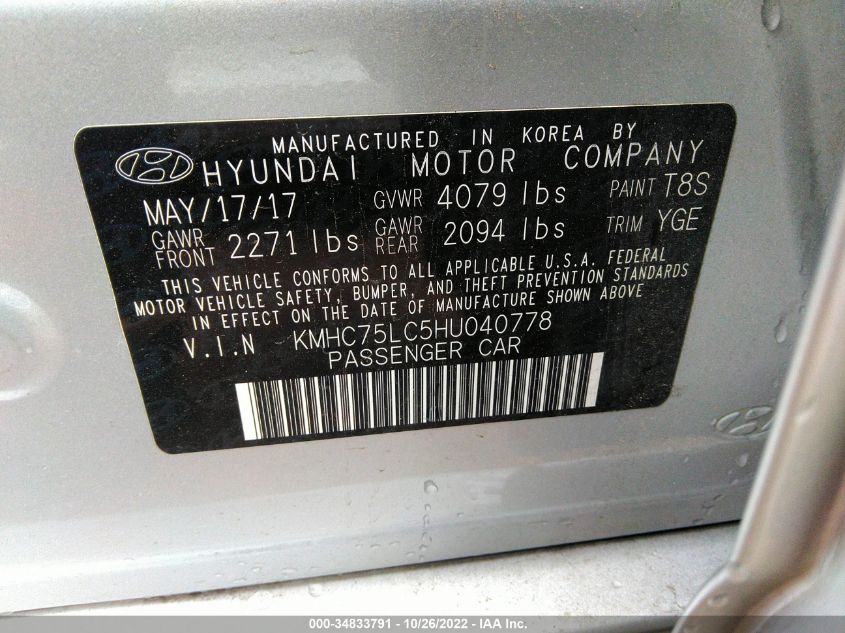 MANUFACTURED IN KOREA BY
HYUNDAI MOTOR COMPANY
MAY/17/17 GVWR 4079 lbs PAINT T8S
GAWR FRONT 2271 lbs GAWR REAR 2094 lbs TRIM YGE
THIS VEHICLE CONFORMS TO ALL APPLICABLE U.S.A. FEDERAL
MOTOR VEHICLE SAFETY, BUMPER, AND THEFT PREVENTION STANDARDS
IN EFFECT ON THE DATE OF MANUFACTURE SHOWN ABOVE
V.I.N KMHC75LC5HU040778
PASSENGER CAR
000-34833791 - 10/26/2022 - IAA Inc.